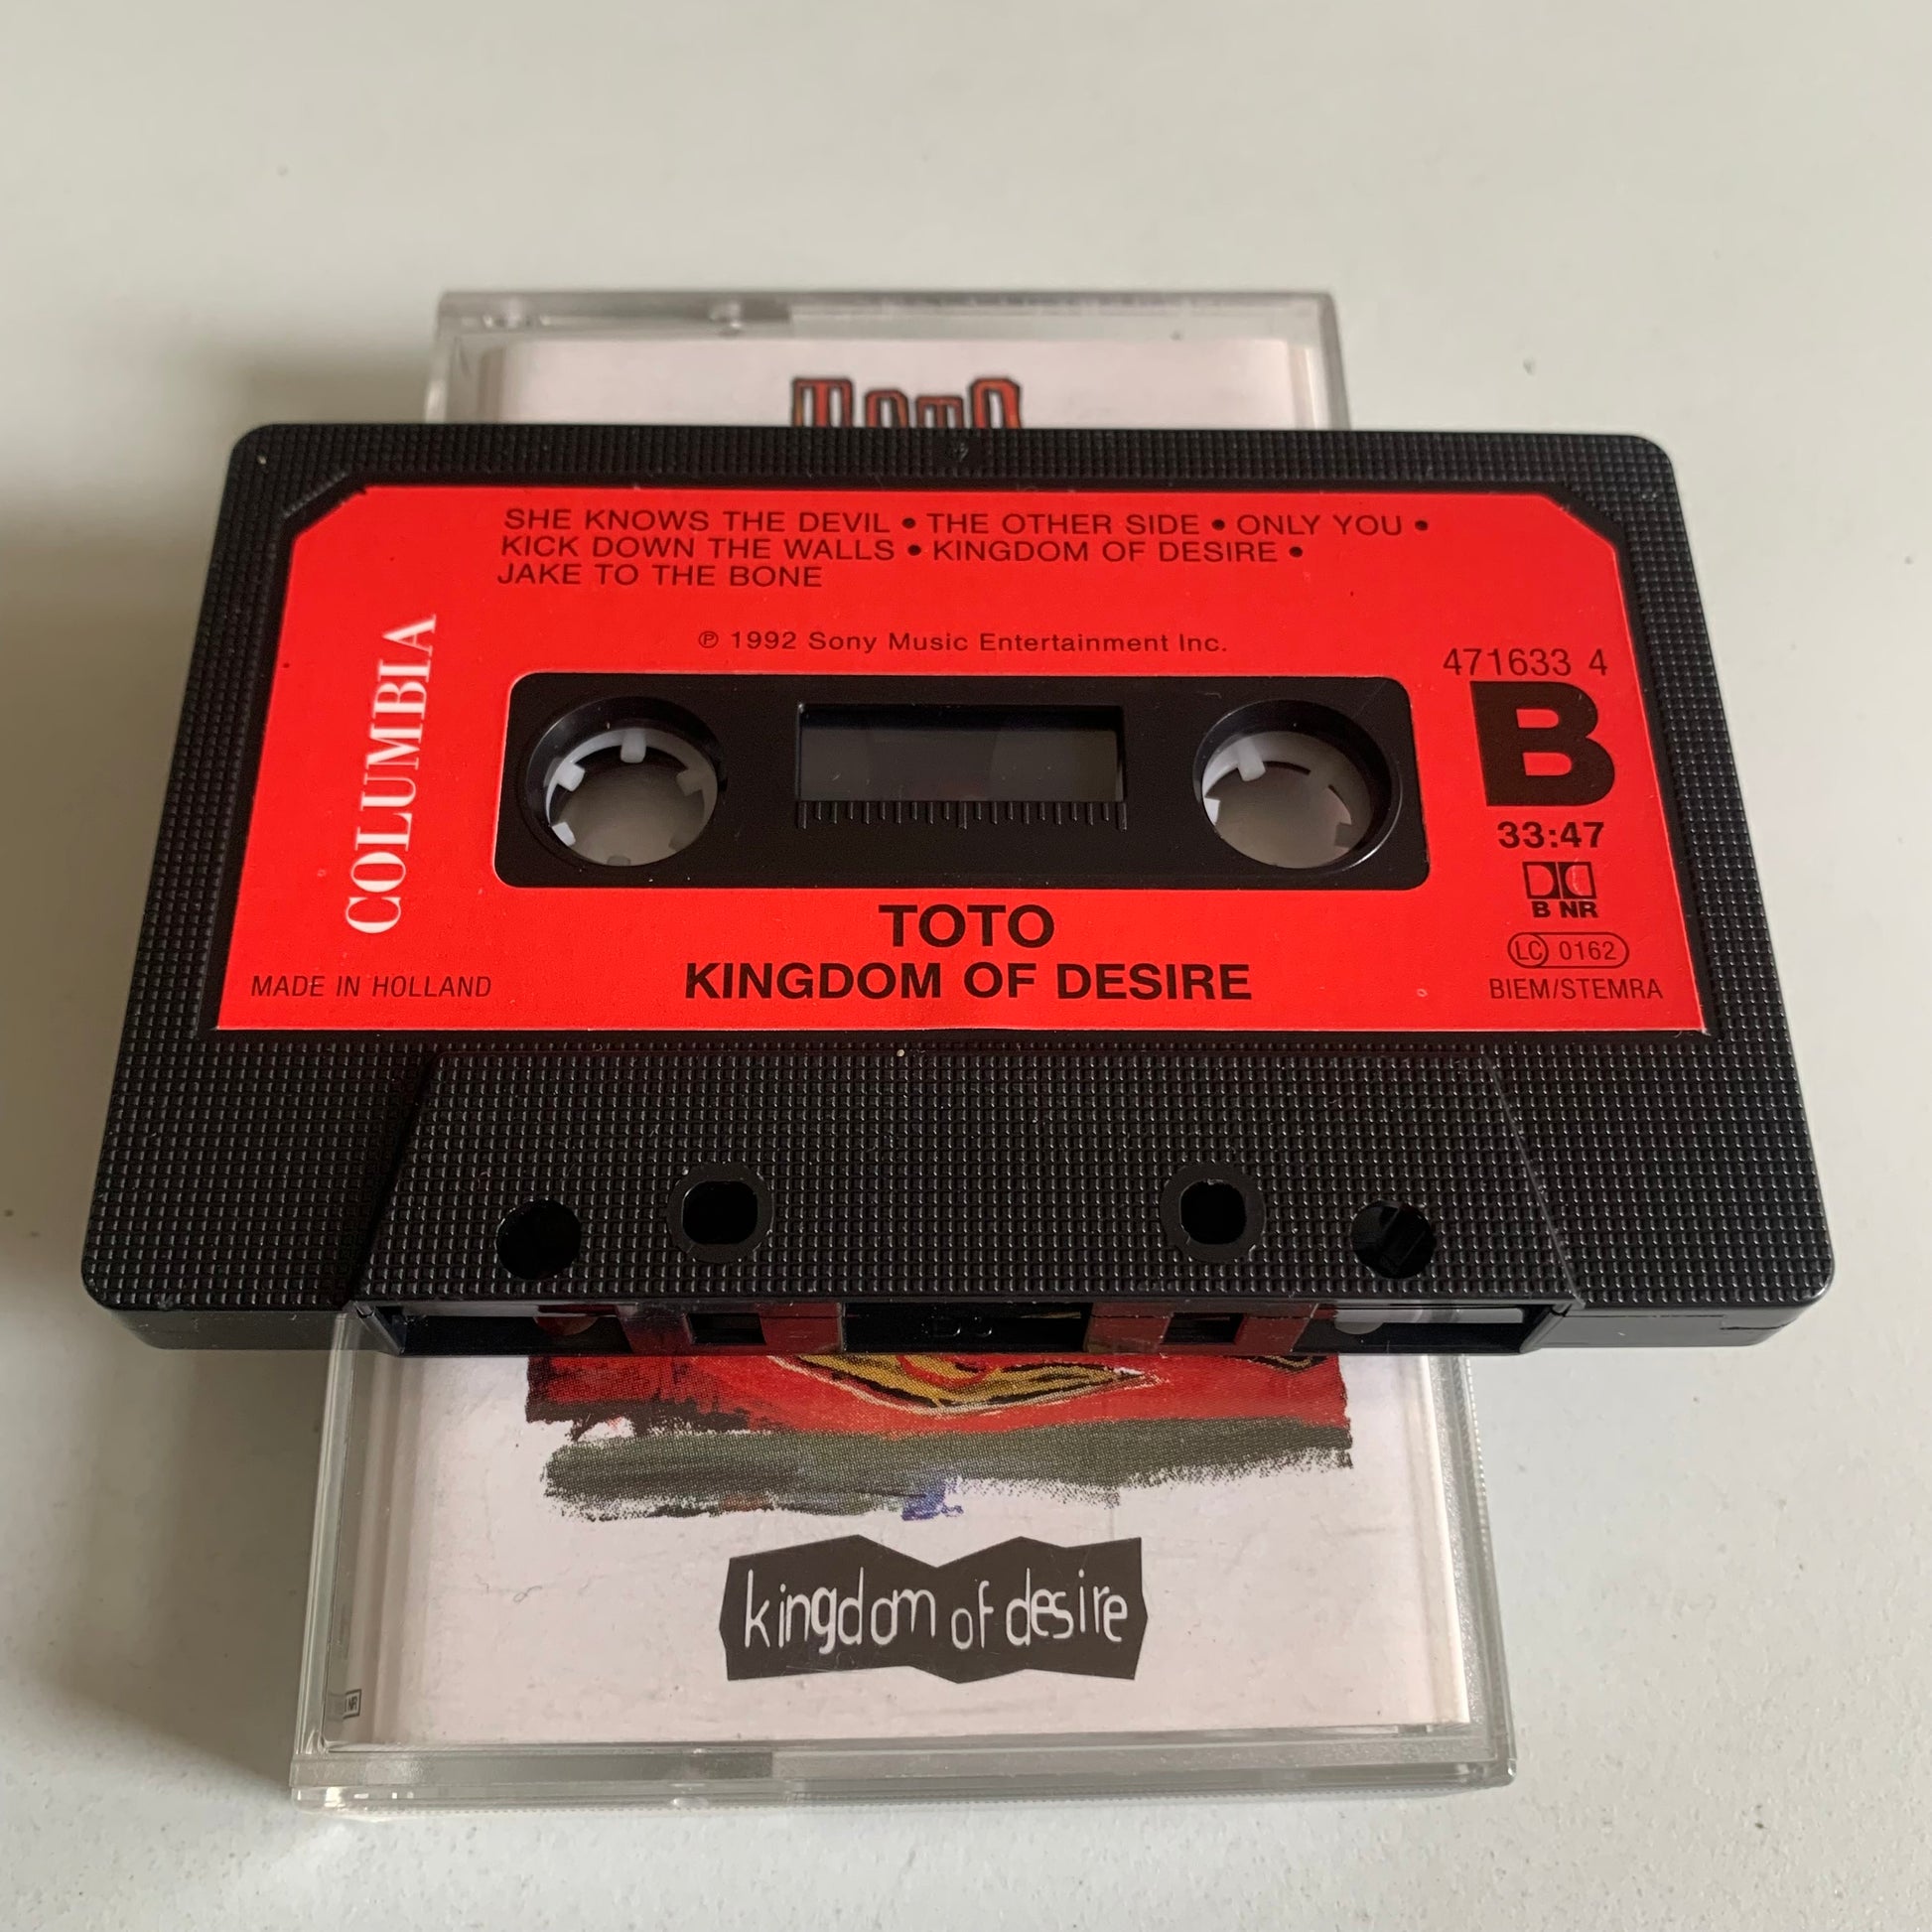 TOTO
SHE KNOWS THE DEVIL • THE OTHER SIDE • ONLY YOU •
KICK DOWN THE WALLS • KINGDOM OF DESIRE •
JAKE TO THE BONE
℗ 1992 Sony Music Entertainment Inc.
COLUMBIA
471633 4
B
33:47
B NR
LC 0162
BIEM/STEMRA
TOTO
KINGDOM OF DESIRE
MADE IN HOLLAND
kingdom of desire
NR